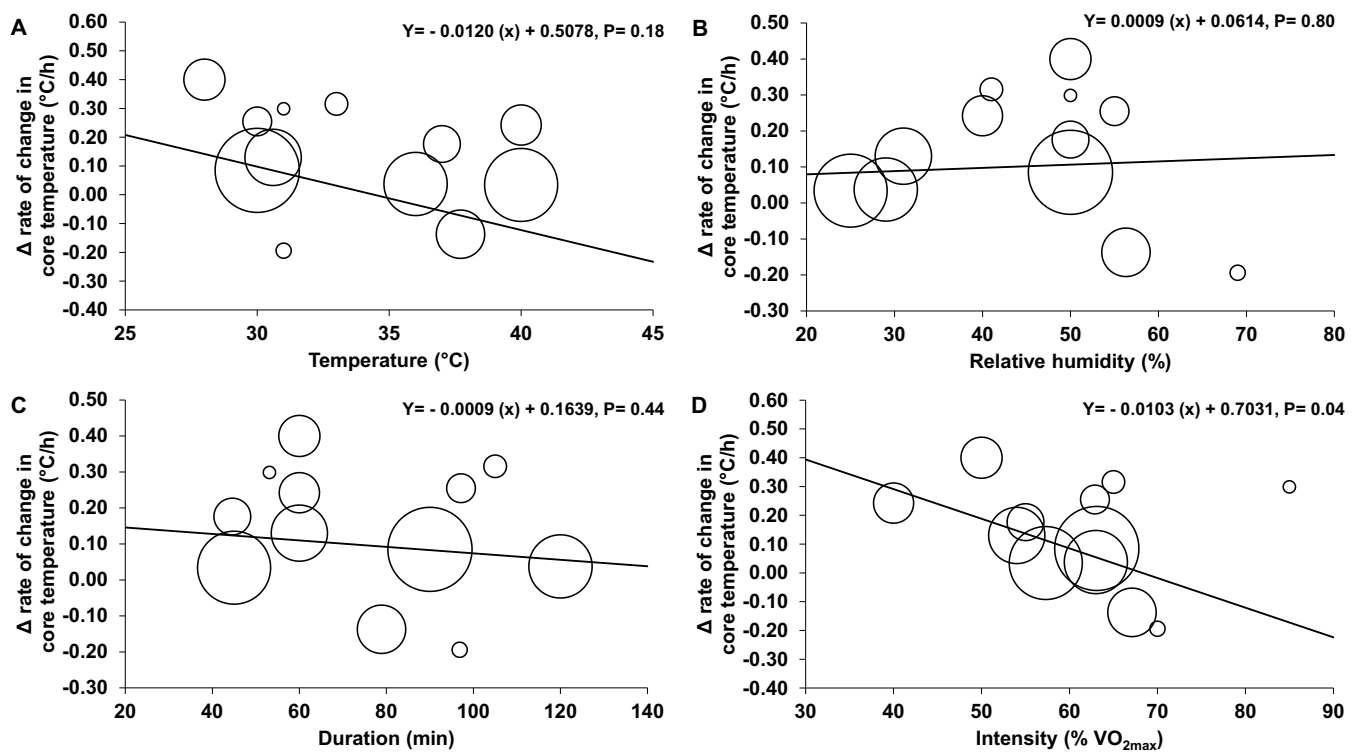 A
Y= - 0.0120 (x) + 0.5078, P= 0.18
Δ rate of change in
core temperature (°C/h)
0.60
0.50
0.40
0.30
0.20
0.10
0.00
-0.10
-0.20
-0.30
-0.40
25 30 35 40 45
Temperature (°C)
B
Y= 0.0009 (x) + 0.0614, P= 0.80
Δ rate of change in
core temperature (°C/h)
0.50
0.40
0.30
0.20
0.10
0.00
-0.10
-0.20
-0.30
20 30 40 50 60 70 80
Relative humidity (%)
C
Y= - 0.0009 (x) + 0.1639, P= 0.44
Δ rate of change in
core temperature (°C/h)
0.50
0.40
0.30
0.20
0.10
0.00
-0.10
-0.20
-0.30
20 40 60 80 100 120 140
Duration (min)
D
Y= - 0.0103 (x) + 0.7031, P= 0.04
Δ rate of change in
core temperature (°C/h)
0.60
0.50
0.40
0.30
0.20
0.10
0.00
-0.10
-0.20
-0.30
-0.40
30 40 50 60 70 80 90
Intensity (% VO2max)